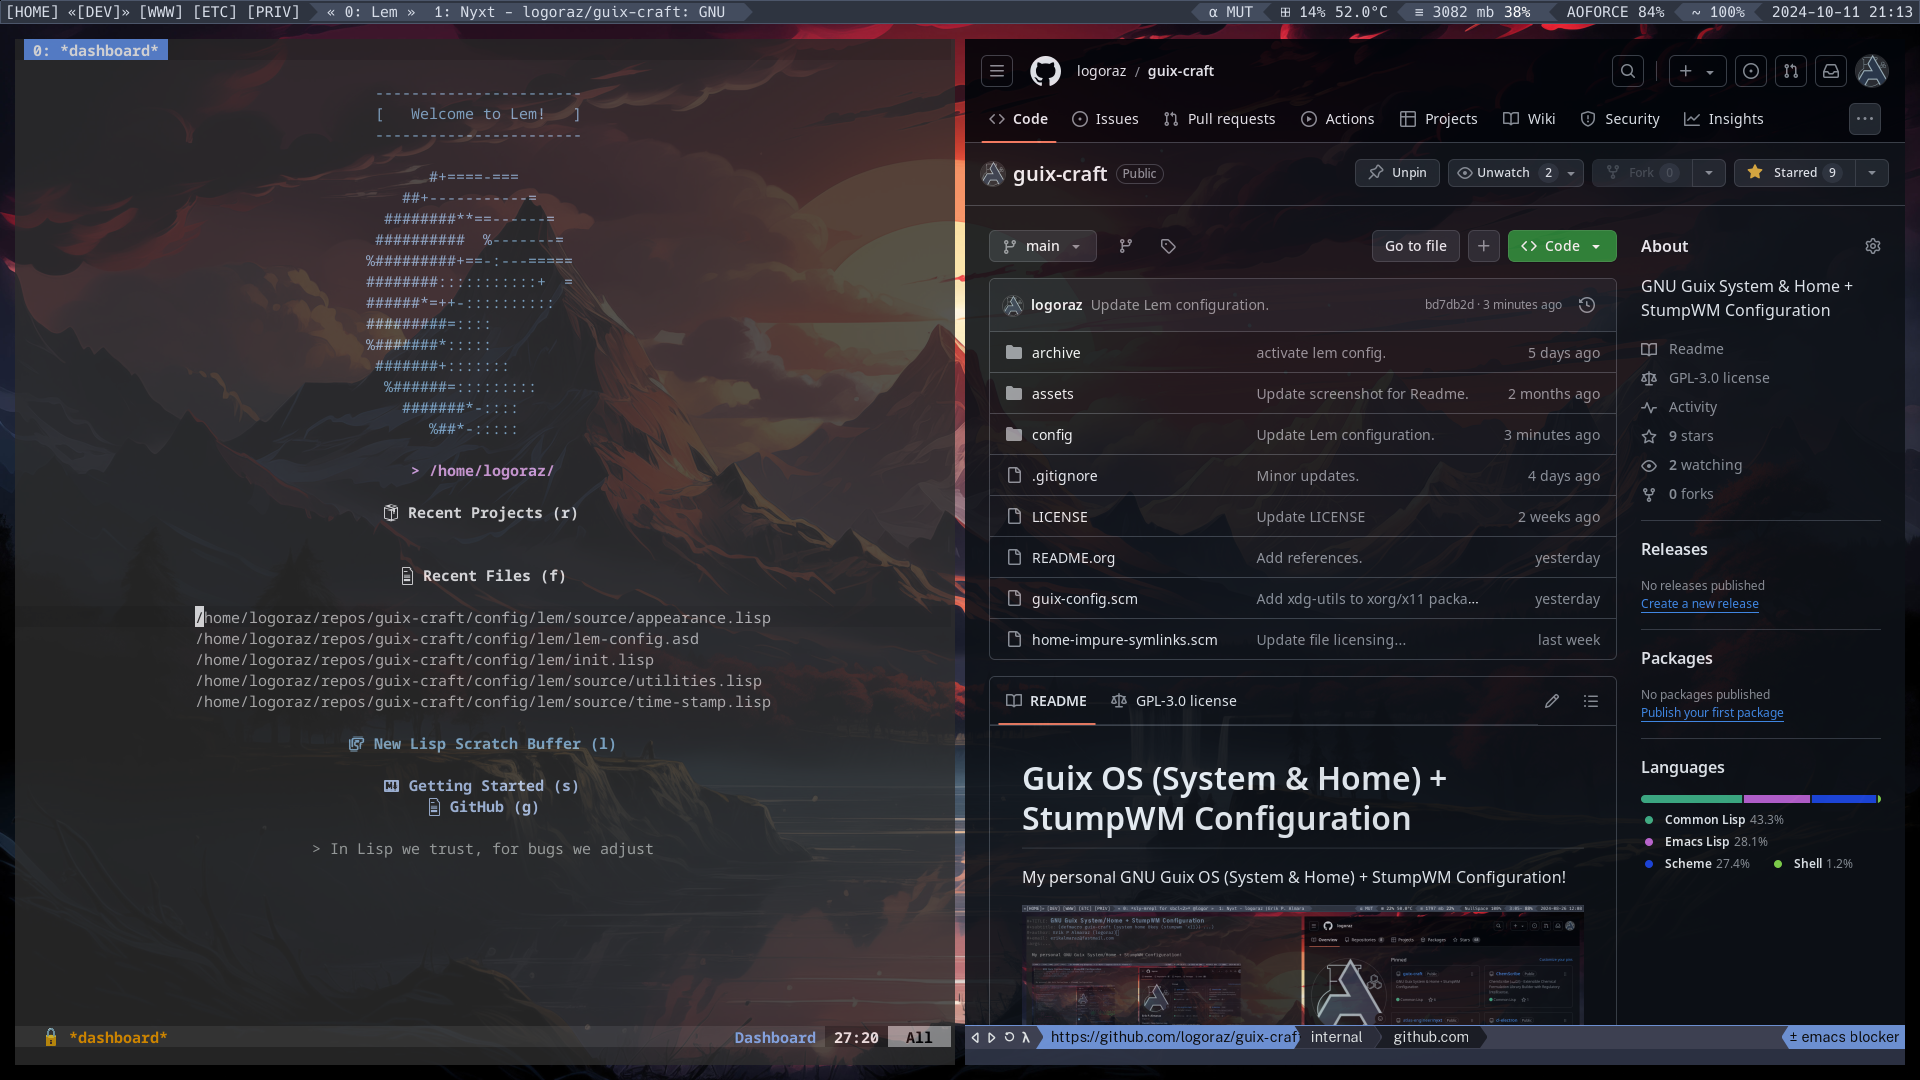 [HOME] «[DEV]» [WWW] [ETC] [PRIV] « 0: Lem » 1: Nyxt - logoraz/guix-craft: GNU
α MUT ⊞ 14% 52.0°C ≡ 3082 mb 38% AOFORCE 84% ~ 100% 2024-10-11 21:13
0: *dashboard*
-----------------------
[   Welcome to Lem!   ]
-----------------------
#+====-===
##+-----------=
########**==------=
##########  %-------=
%#########+==-:---=====
########:::::::::::+  =
######*=++-::::::::::
#########=::::
%#######*:::::
#######+:::::::
%######=:::::::::
#######*-::::
%##*-:::::
> /home/logoraz/
Recent Projects (r)
Recent Files (f)
/home/logoraz/repos/guix-craft/config/lem/source/appearance.lisp
/home/logoraz/repos/guix-craft/config/lem/lem-config.asd
/home/logoraz/repos/guix-craft/config/lem/init.lisp
/home/logoraz/repos/guix-craft/config/lem/source/utilities.lisp
/home/logoraz/repos/guix-craft/config/lem/source/time-stamp.lisp
New Lisp Scratch Buffer (l)
Getting Started (s)
GitHub (g)
> In Lisp we trust, for bugs we adjust
*dashboard* Dashboard 27:20 All
logoraz / guix-craft
Code Issues Pull requests Actions Projects Wiki Security Insights
guix-craft Public Unpin Unwatch 2 Fork 0 Starred 9
main Go to file Code
logoraz Update Lem configuration. bd7db2d · 3 minutes ago
archive activate lem config. 5 days ago
assets Update screenshot for Readme. 2 months ago
config Update Lem configuration. 3 minutes ago
.gitignore Minor updates. 4 days ago
LICENSE Update LICENSE 2 weeks ago
README.org Add references. yesterday
guix-config.scm Add xdg-utils to xorg/x11 packa... yesterday
home-impure-symlinks.scm Update file licensing... last week
README GPL-3.0 license
Guix OS (System & Home) +
StumpWM Configuration
My personal GNU Guix OS (System & Home) + StumpWM Configuration!
About
GNU Guix System & Home +
StumpWM Configuration
Readme
GPL-3.0 license
Activity
9 stars
2 watching
0 forks
Releases
No releases published
Create a new release
Packages
No packages published
Publish your first package
Languages
Common Lisp 43.3%
Emacs Lisp 28.1%
Scheme 27.4% Shell 1.2%
λ https://github.com/logoraz/guix-craf internal github.com ± emacs blocker